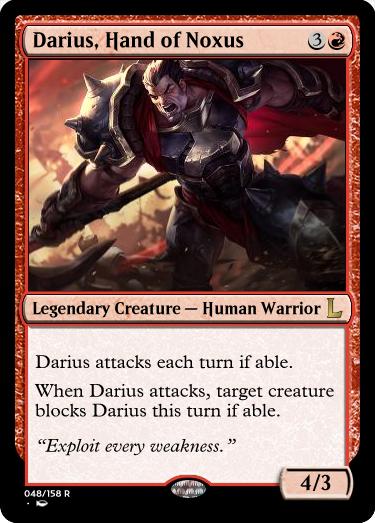 Darius, Hand of Noxus 3
Legendary Creature — Human Warrior L
Darius attacks each turn if able.
When Darius attacks, target creature
blocks Darius this turn if able.
“Exploit every weakness.”
4/3
048/158 R